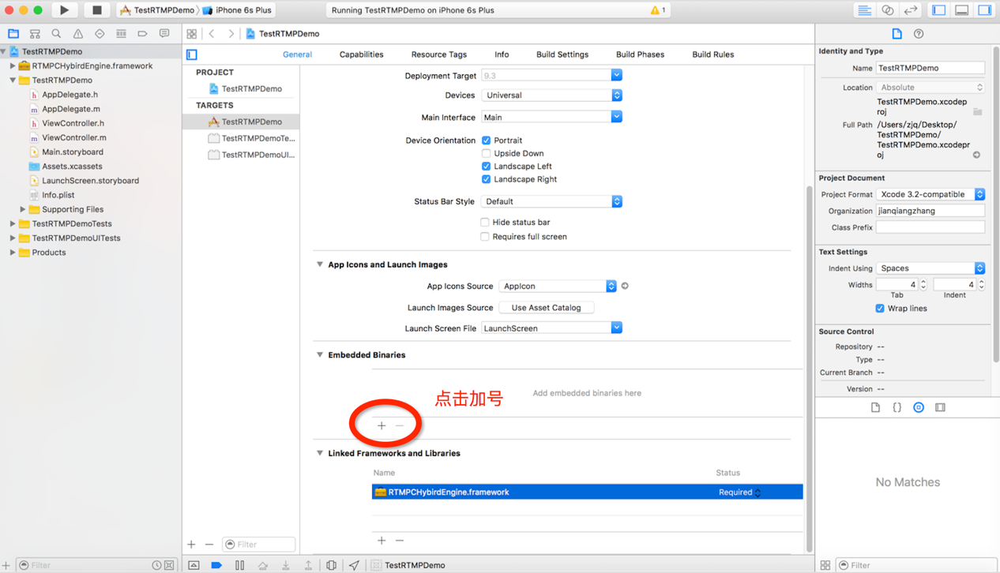 TestRTMPDemo iPhone 6s Plus
Running TestRTMPDemo on iPhone 6s Plus
1
TestRTMPDemo
RTMPCHybirdEngine.framework
TestRTMPDemo
AppDelegate.h
AppDelegate.m
ViewController.h
ViewController.m
Main.storyboard
Assets.xcassets
LaunchScreen.storyboard
Info.plist
Supporting Files
TestRTMPDemoTests
TestRTMPDemoUITests
Products
Filter
TestRTMPDemo
General Capabilities Resource Tags Info Build Settings Build Phases Build Rules
PROJECT
TestRTMPDemo
TARGETS
TestRTMPDemo
TestRTMPDemoTe...
TestRTMPDemoUI...
Filter
Deployment Target 9.3
Devices Universal
Main Interface Main
Device Orientation Portrait
Upside Down
Landscape Left
Landscape Right
Status Bar Style Default
Hide status bar
Requires full screen
App Icons and Launch Images
App Icons Source AppIcon
Launch Images Source Use Asset Catalog
Launch Screen File LaunchScreen
Embedded Binaries
点击加号
Add embedded binaries here
Linked Frameworks and Libraries
Name Status
RTMPCHybirdEngine.framework Required
TestRTMPDemo
Identity and Type
Name TestRTMPDemo
Location Absolute
TestRTMPDemo.xcodep
roj
Full Path /Users/zjq/Desktop/
TestRTMPDemo/
TestRTMPDemo.xcodepr
oj
Project Document
Project Format Xcode 3.2-compatible
Organization jianqiangzhang
Class Prefix
Text Settings
Indent Using Spaces
Widths 4 4
Tab Indent
Wrap lines
Source Control
Repository --
Type --
Current Branch --
Version --
No Matches
Filter